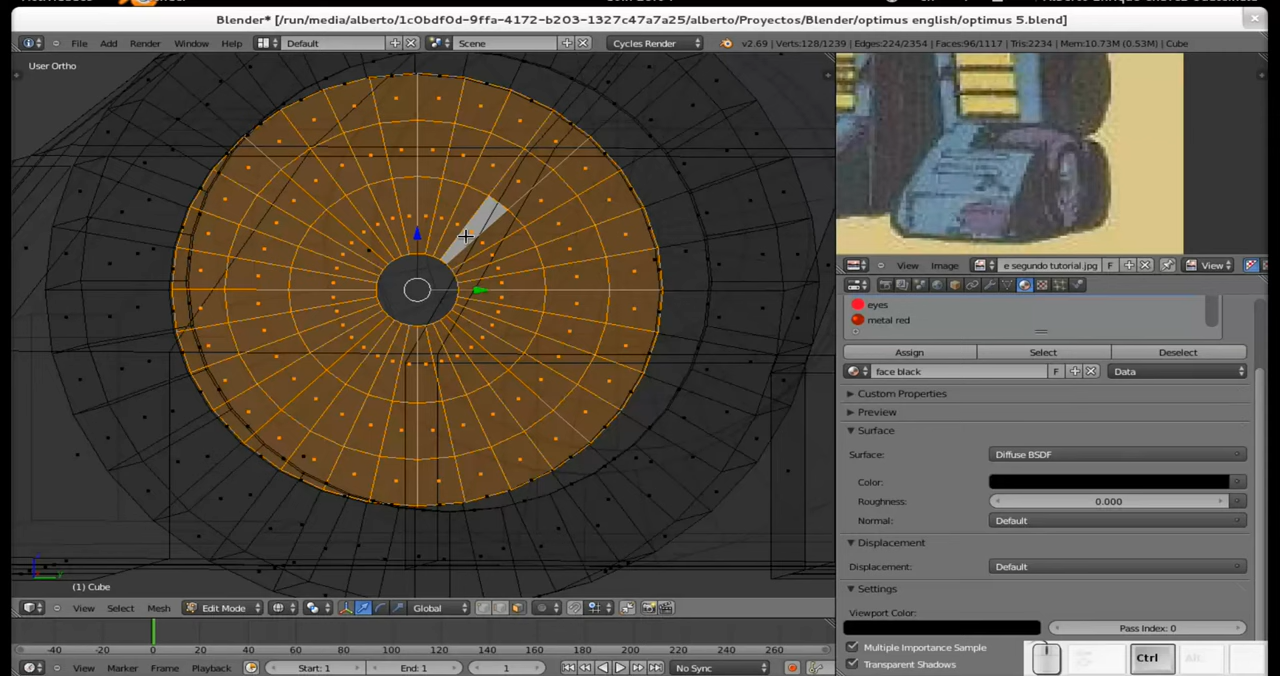 Blender* [/run/media/alberto/1c0bdf0d-9ffa-4172-b203-1327c47a7a25/alberto/Proyectos/Blender/optimus english/optimus 5.blend]
File Add Render Window Help Default Scene Cycles Render v2.69 | Verts:128/1239 | Edges:224/2354 | Faces:96/1117 | Tris:2234 | Mem:10.73M (0.53M) | Cube
User Ortho
View Image e segundo tutorial.jpg F View
eyes
metal red
Assign Select Deselect
face black F Data
Custom Properties
Preview
Surface
Surface: Diffuse BSDF
Color:
Roughness: 0.000
Normal: Default
Displacement
Displacement: Default
(1) Cube
Settings
View Select Mesh Edit Mode Global
Viewport Color:
Pass Index: 0
-40 -20 0 20 40 60 80 100 120 140 160 180 200 220 240 260
Multiple Importance Sample
Transparent Shadows
Ctrl
Alt
View Marker Frame Playback Start: 1 End: 1 1 No Sync